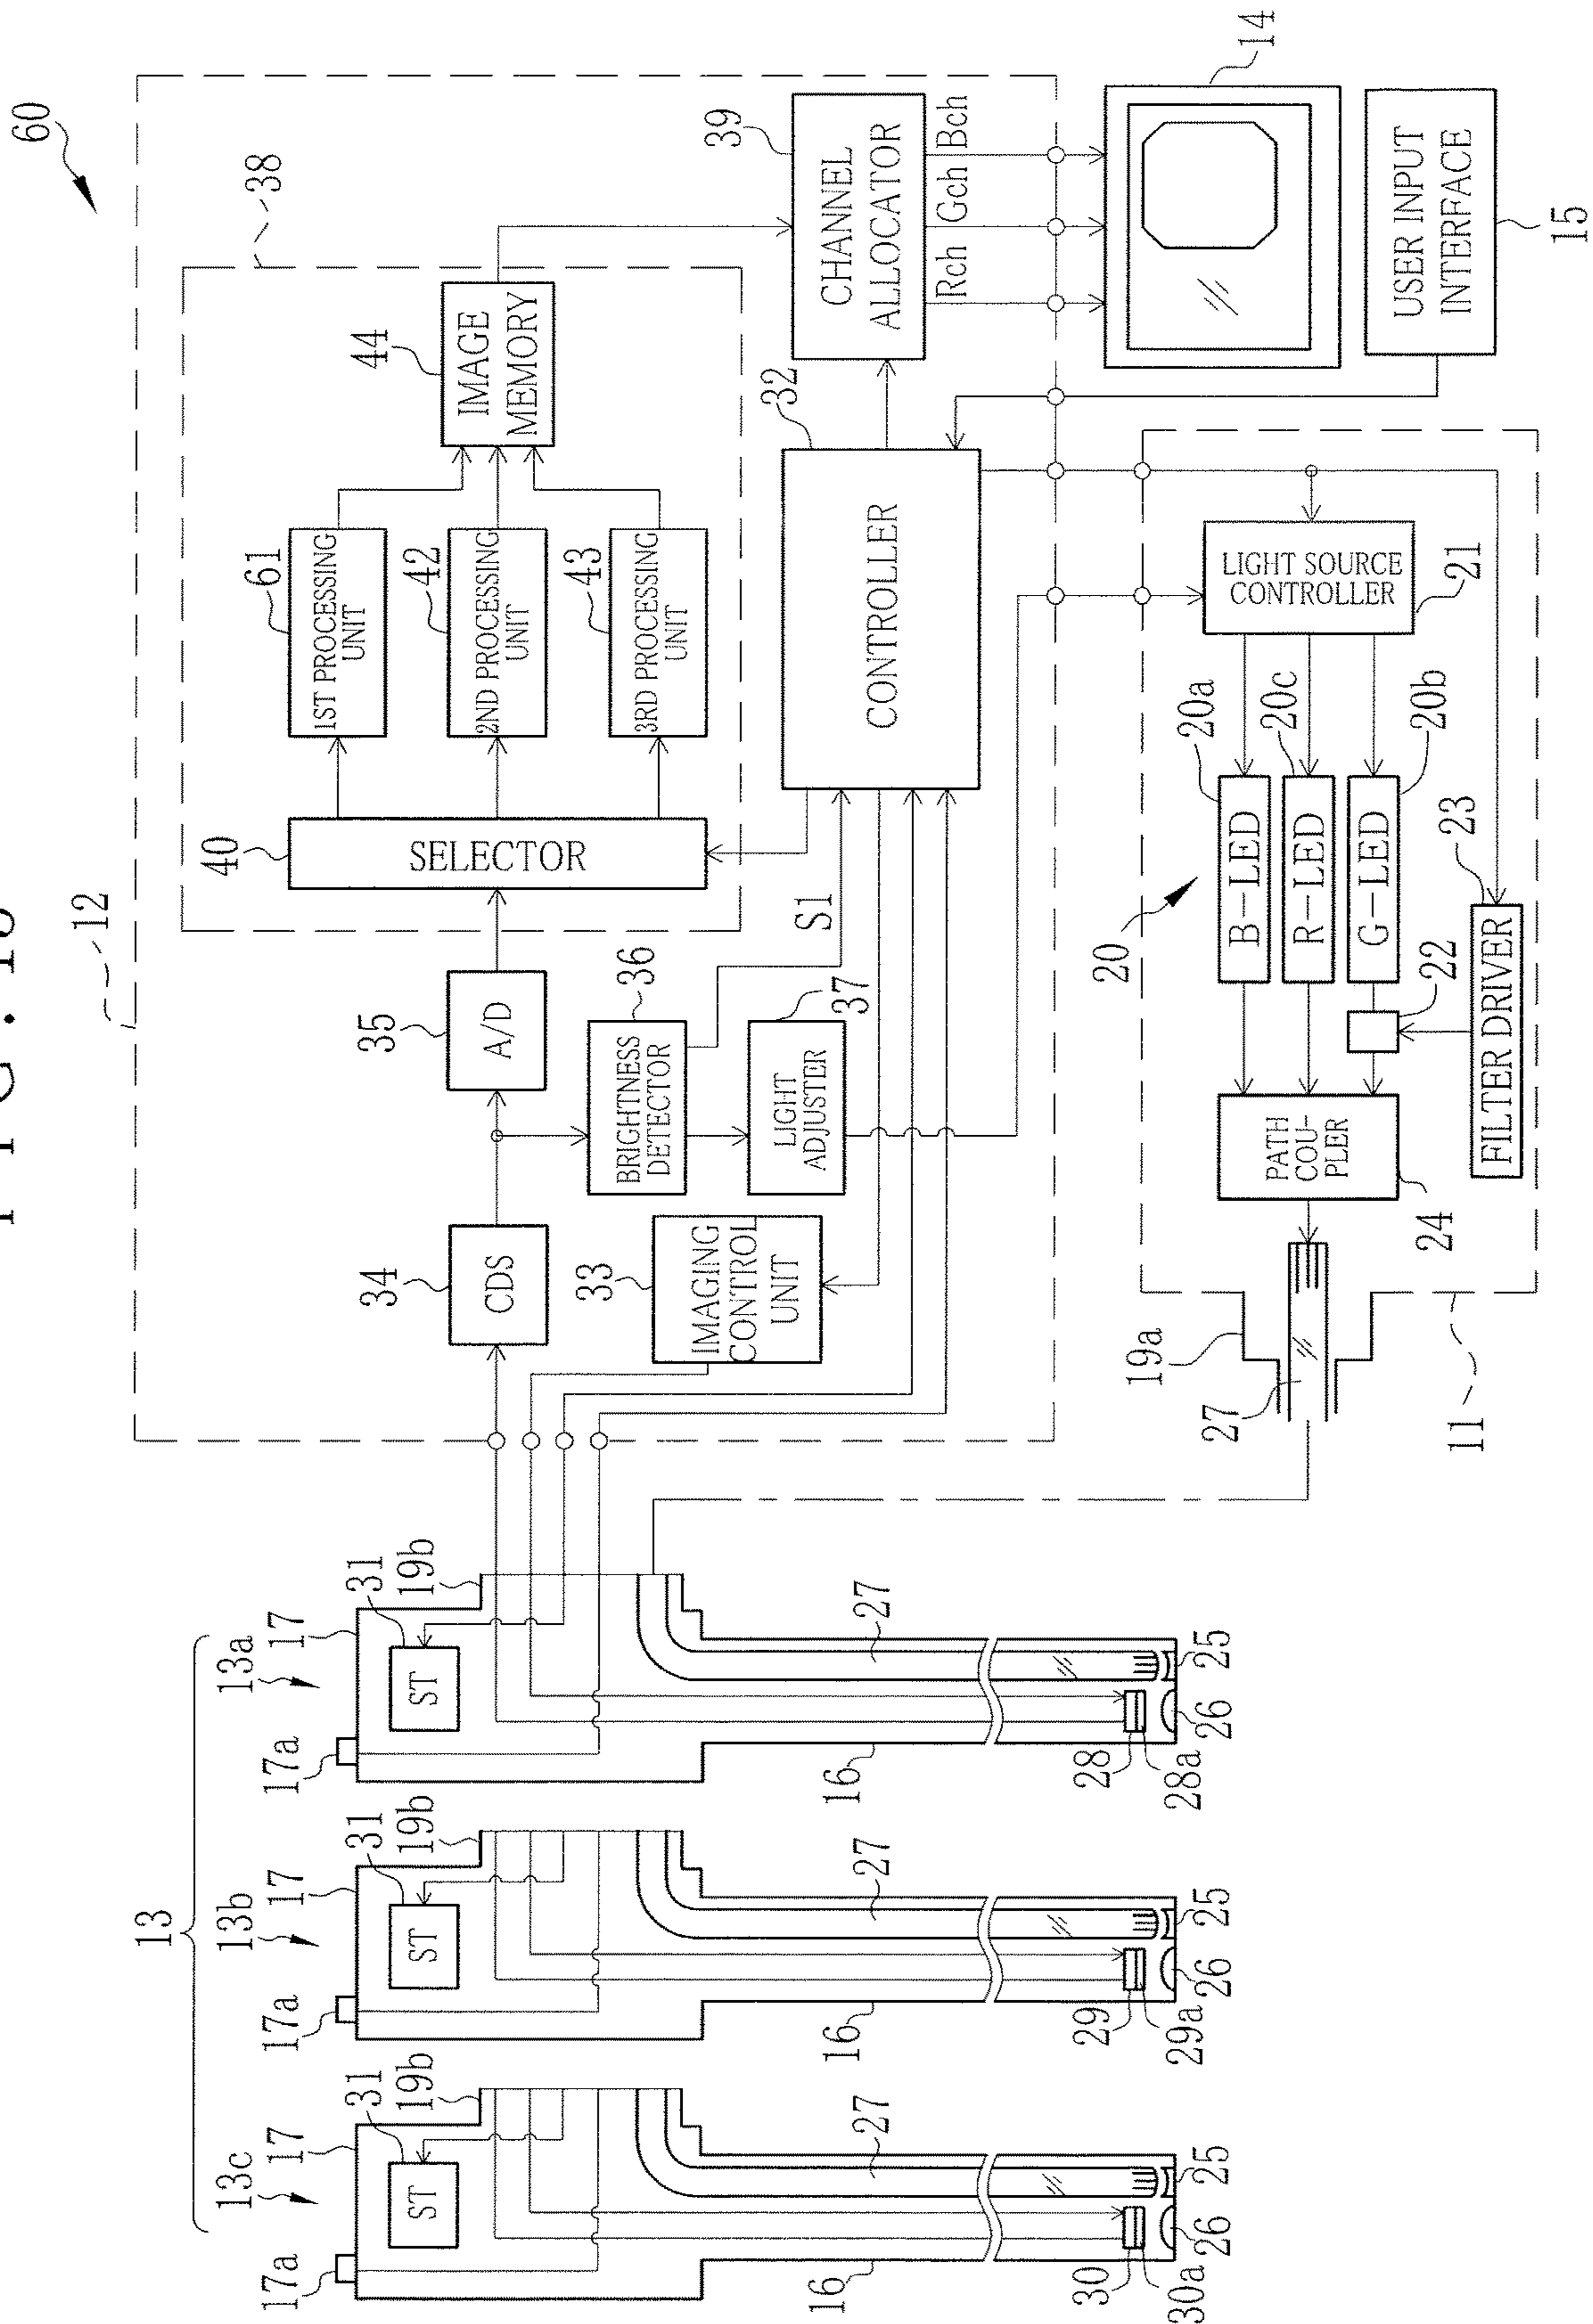 FIG.
60
12
38
13
13c
13b
13a
17
17
17
17a
17a
17a
31
31
31
ST
ST
ST
19b
19b
19b
34
CDS
35
A/D
40
SELECTOR
61
1ST PROCESSING
UNIT
42
2ND PROCESSING
UNIT
43
3RD PROCESSING
UNIT
44
IMAGE
MEMORY
33
IMAGING
CONTROL
UNIT
36
BRIGHTNESS
DETECTOR
37
LIGHT
ADJUSTER
S1
32
CONTROLLER
39
CHANNEL
ALLOCATOR
Rch
Gch
Bch
14
USER INPUT
INTERFACE
15
16
16
16
27
27
27
30
30a
29
29a
28
28a
26
26
26
25
25
25
19a
27
11
24
PATH
COU-
PLER
20
20a
B-LED
20c
R-LED
20b
G-LED
22
23
FILTER DRIVER
LIGHT SOURCE
CONTROLLER
21